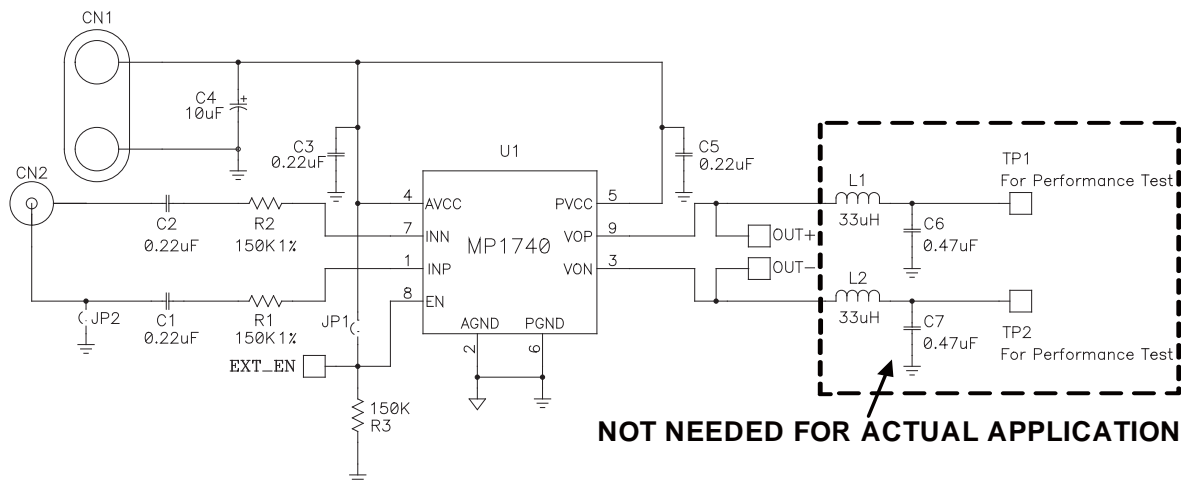 CN1
C4
10uF
C3
0.22uF
U1
C5
0.22uF
CN2
C2
0.22uF
R2
150K1%
4
AVCC
PVCC
5
7
INN
VOP
9
MP1740
1
INP
VON
3
8
EN
AGND
PGND
2
6
OUT+
OUT-
L1
33uH
C6
0.47uF
TP1
For Performance Test
L2
33uH
C7
0.47uF
TP2
For Performance Test
JP2
C1
0.22uF
R1
150K1%
JP1
EXT_EN
150K
R3
NOT NEEDED FOR ACTUAL APPLICATION